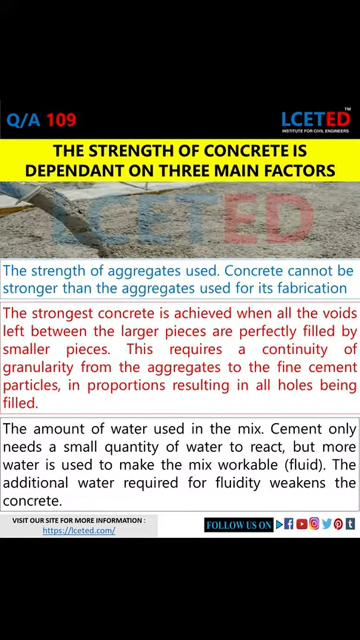 Q/A 109
LCETED
TM
INSTITUTE FOR CIVIL ENGINEERS
THE STRENGTH OF CONCRETE IS
DEPENDANT ON THREE MAIN FACTORS
LCETED
The strength of aggregates used. Concrete cannot be
stronger than the aggregates used for its fabrication
The strongest concrete is achieved when all the voids
left between the larger pieces are perfectly filled by
smaller pieces. This requires a continuity of
granularity from the aggregates to the fine cement
particles, in proportions resulting in all holes being
filled.
The amount of water used in the mix. Cement only
needs a small quantity of water to react, but more
water is used to make the mix workable (fluid). The
additional water required for fluidity weakens the
concrete.
VISIT OUR SITE FOR MORE INFORMATION :
https://lceted.com/
FOLLOW US ON